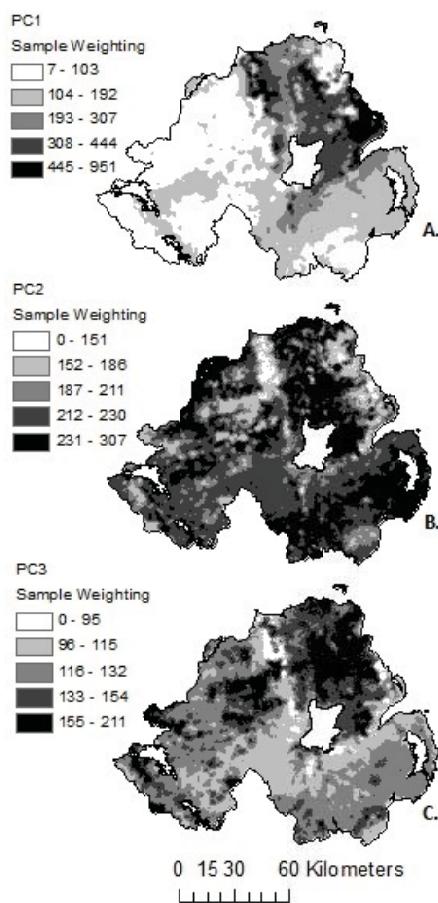 PC1
Sample Weighting
7 - 103
104 - 192
193 - 307
308 - 444
445 - 951
A.
PC2
Sample Weighting
0 - 151
152 - 186
187 - 211
212 - 230
231 - 307
B.
PC3
Sample Weighting
0 - 95
96 - 115
116 - 132
133 - 154
155 - 211
C.
0 15 30 60 Kilometers